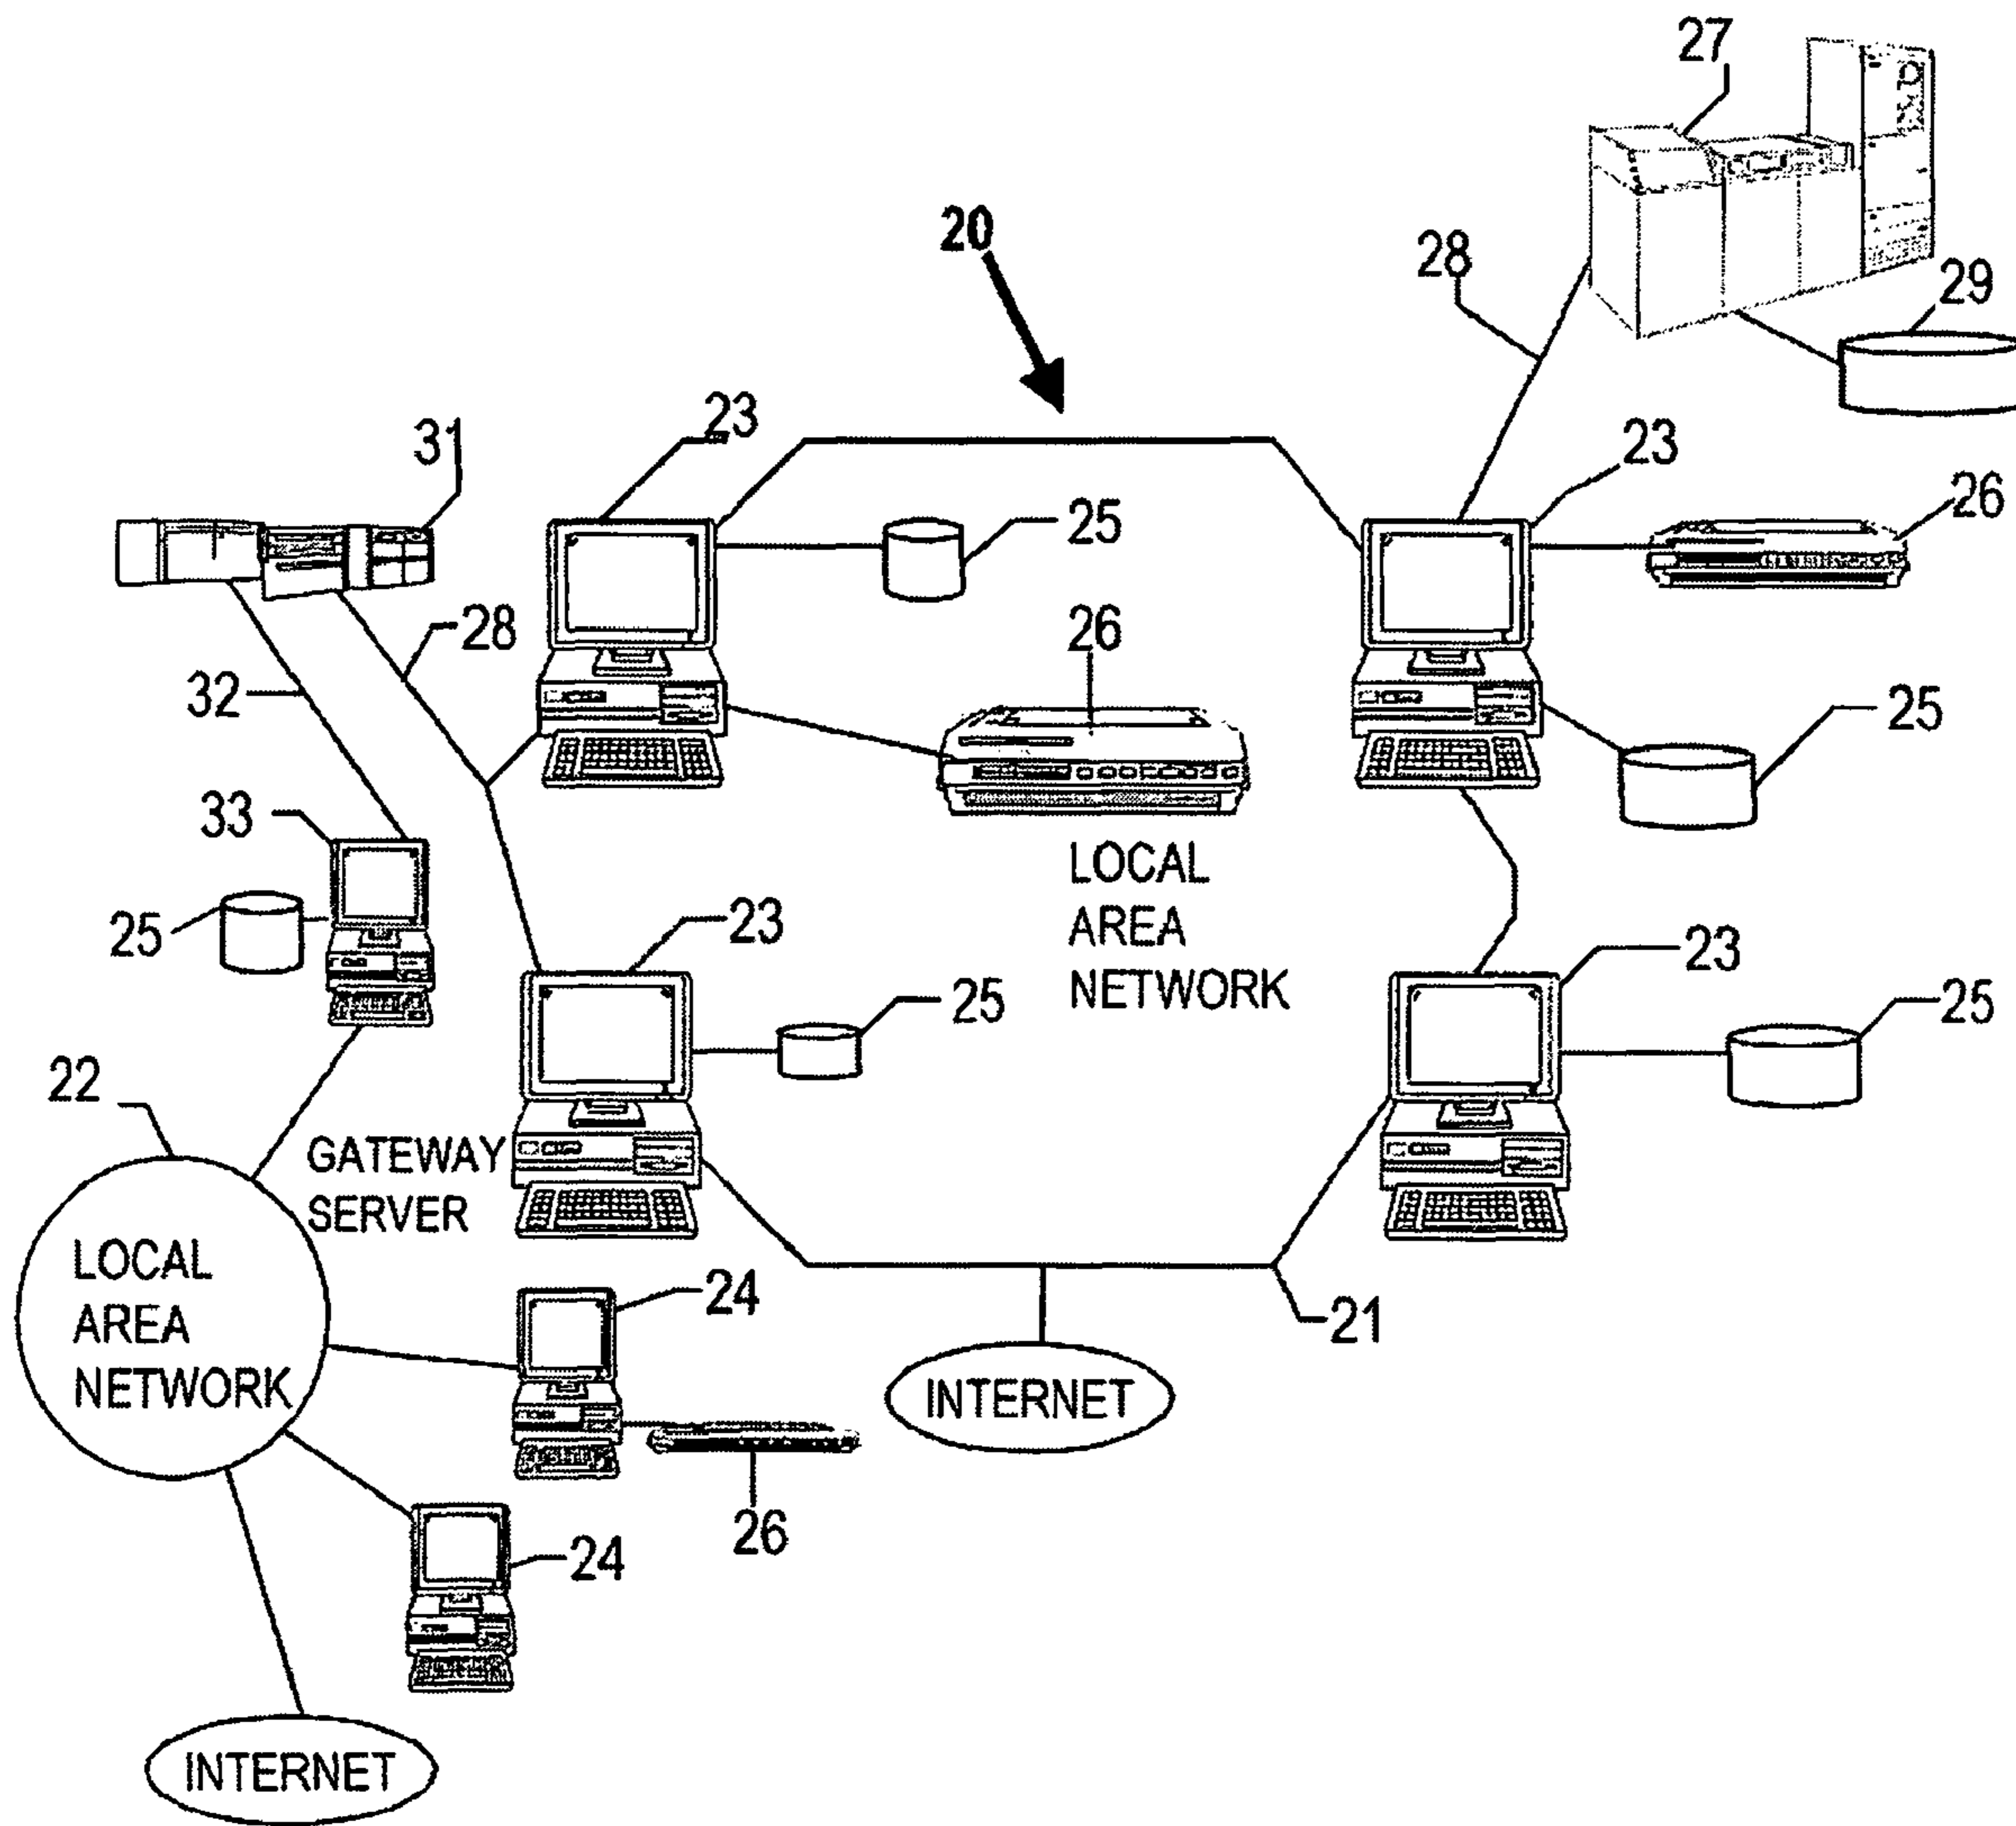 27
20
28
29
23
31
23
26
25
28
26
32
25
33
LOCAL
AREA
NETWORK
25
23
23
25
25
22
GATEWAY
SERVER
LOCAL
AREA
NETWORK
24
21
INTERNET
26
24
INTERNET